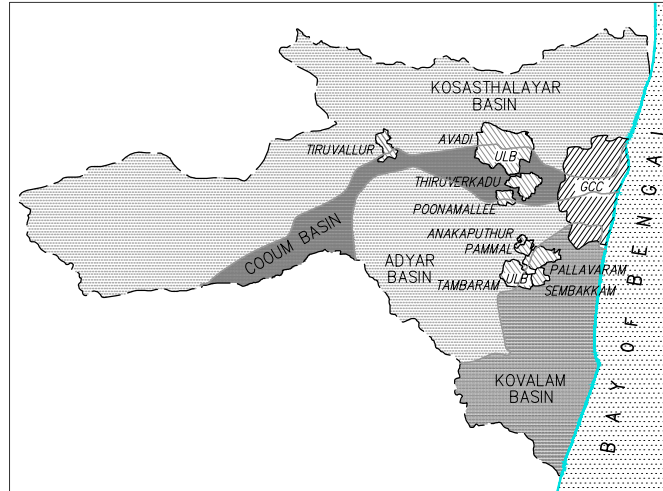 KOSASTHALAYAR
BASIN
AVADI
ULB
TIRUVALLUR
THIRUVERKADU
GCC
POONAMALLEE
COOUM BASIN
ANAKAPUTHUR
PAMMAL
ADYAR
BASIN
PALLAVARAM
TAMBARAM
ULB
SEMBAKKAM
KOVALAM
BASIN
BAY OF BENGAL